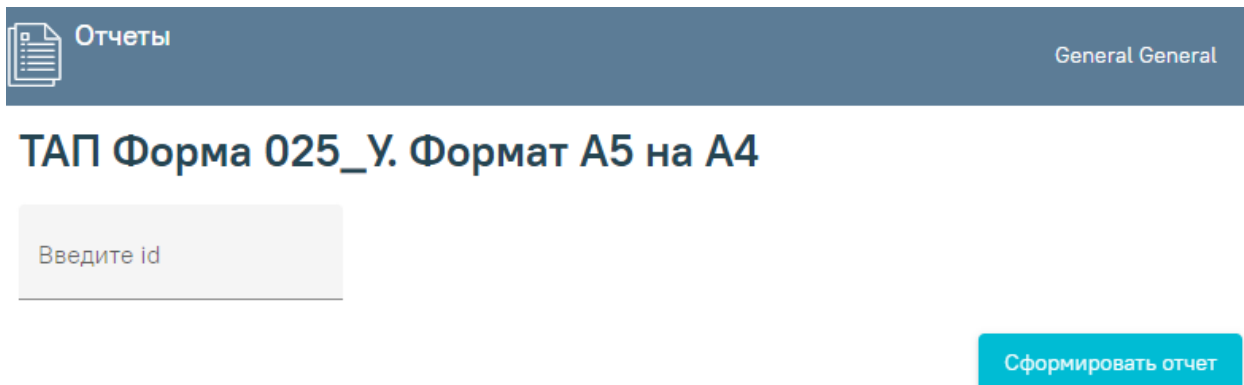 Отчеты
General General
ТАП Форма 025_У. Формат А5 на А4
Введите id
Сформировать отчет